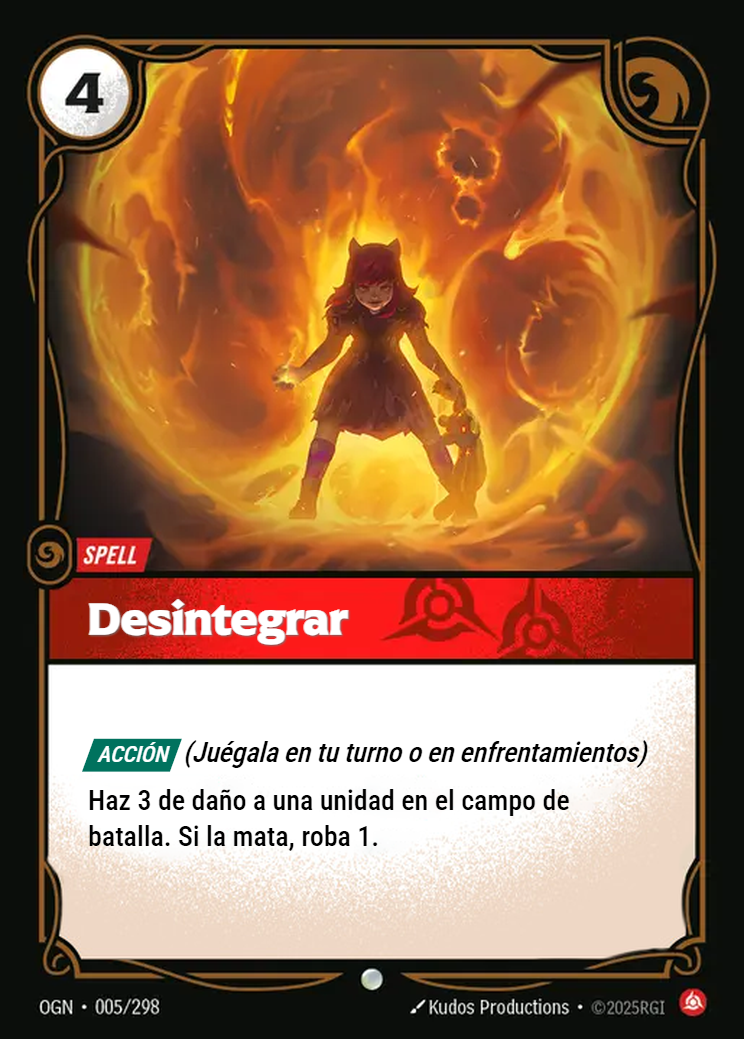 4
SPELL
Desintegrar
ACCIÓN (Juégala en tu turno o en enfrentamientos)
Haz 3 de daño a una unidad en el campo de
batalla. Si la mata, roba 1.
OGN • 005/298
Kudos Productions • ©2025RGI